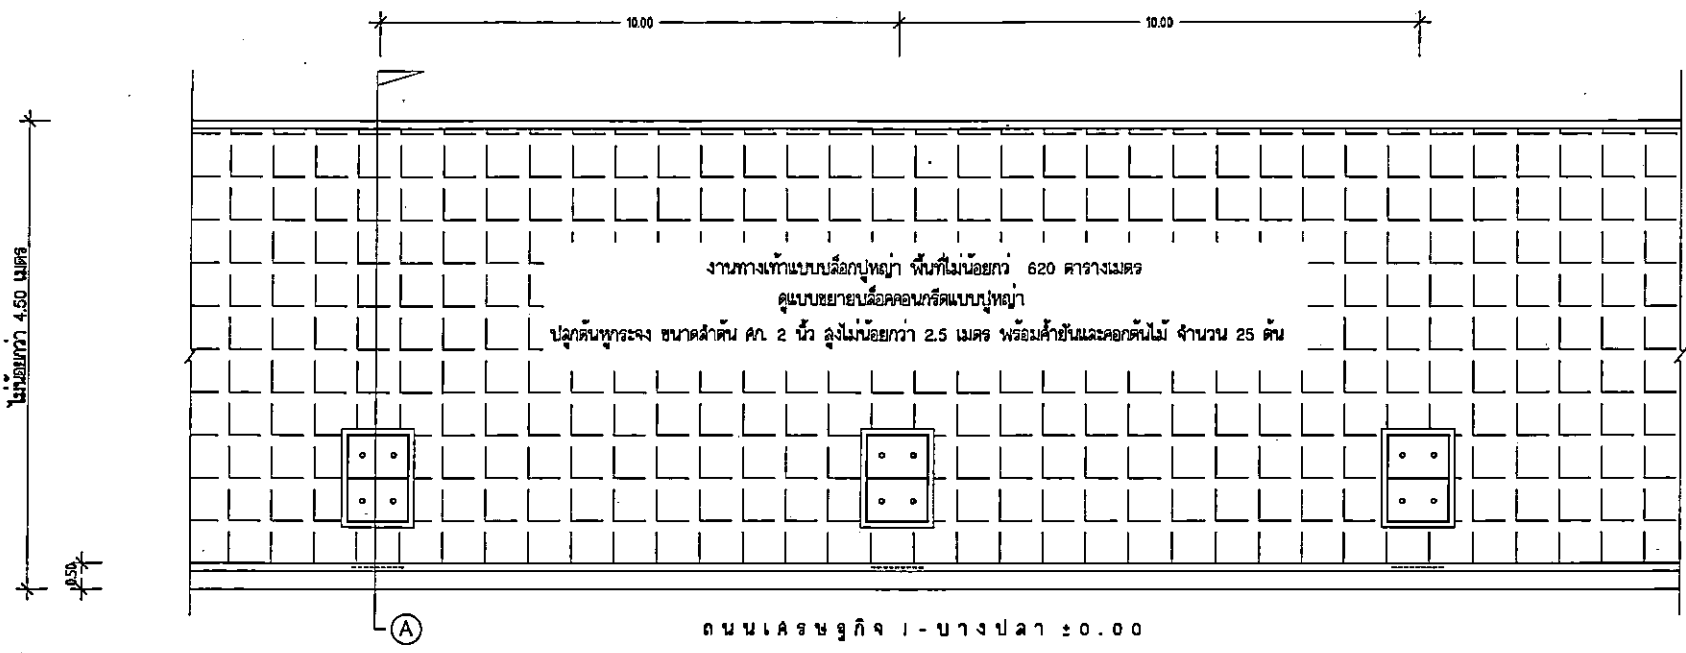 10.00 10.00
ไม่น้อยกว่า 4.50 เมตร
งานทางเท้าแบบบล็อกปูหญ้า พื้นที่ไม่น้อยกว่า 620 ตารางเมตร
ดูแบบขยายบล็อคคอนกรีตแบบปูหญ้า
ปลูกต้นหูกระจง ขนาดลำต้น ศก. 2 นิ้ว สูงไม่น้อยกว่า 2.5 เมตร พร้อมค้ำยันและคอกต้นไม้ จำนวน 25 ต้น
0.50
A
ถนนเศรษฐกิจ 1-บางปลา ±0.00